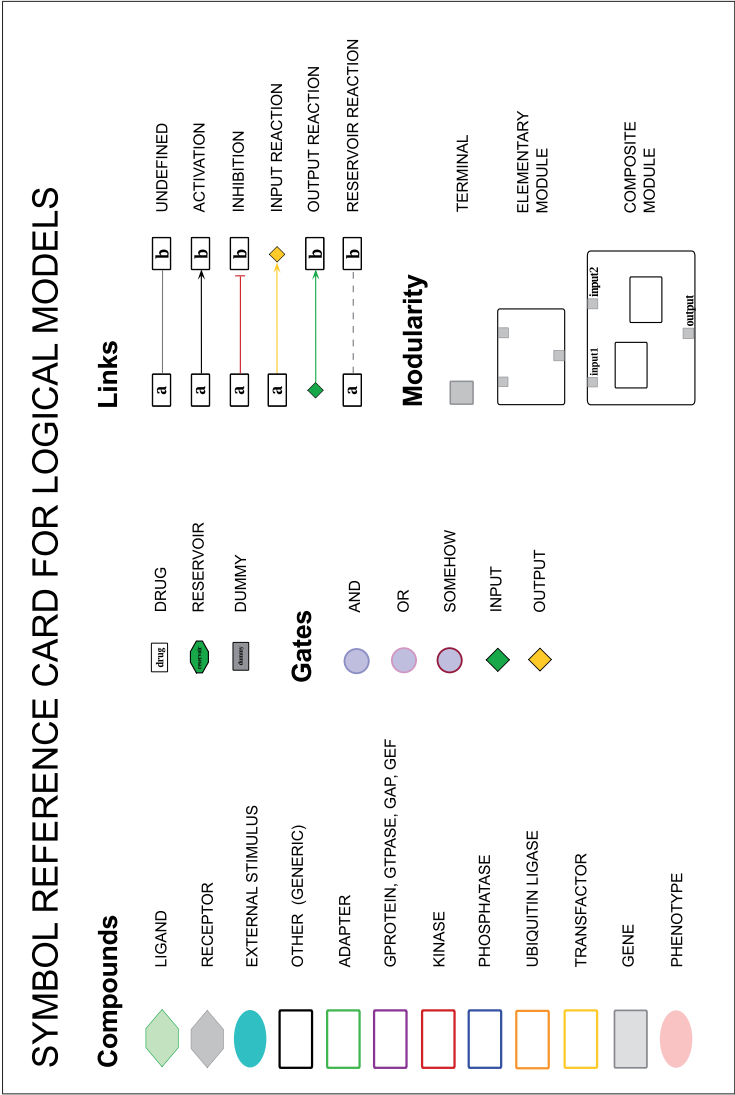 SYMBOL REFERENCE CARD FOR LOGICAL MODELS
Compounds
LIGAND
RECEPTOR
EXTERNAL STIMULUS
OTHER (GENERIC)
ADAPTER
GPROTEIN, GTPASE, GAP, GEF
KINASE
PHOSPHATASE
UBIQUITIN LIGASE
TRANSFACTOR
GENE
PHENOTYPE
drug DRUG
reservoir RESERVOIR
dummy DUMMY
Gates
AND
OR
SOMEHOW
INPUT
OUTPUT
Links
a b UNDEFINED
a b ACTIVATION
a b INHIBITION
a INPUT REACTION
b OUTPUT REACTION
a b RESERVOIR REACTION
Modularity
TERMINAL
ELEMENTARY
MODULE
input1 input2
output
COMPOSITE
MODULE